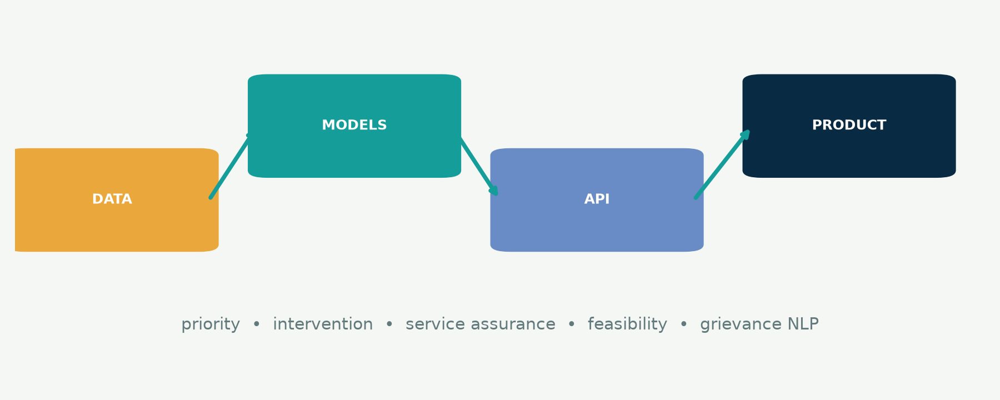 DATA
MODELS
API
PRODUCT
priority • intervention • service assurance • feasibility • grievance NLP